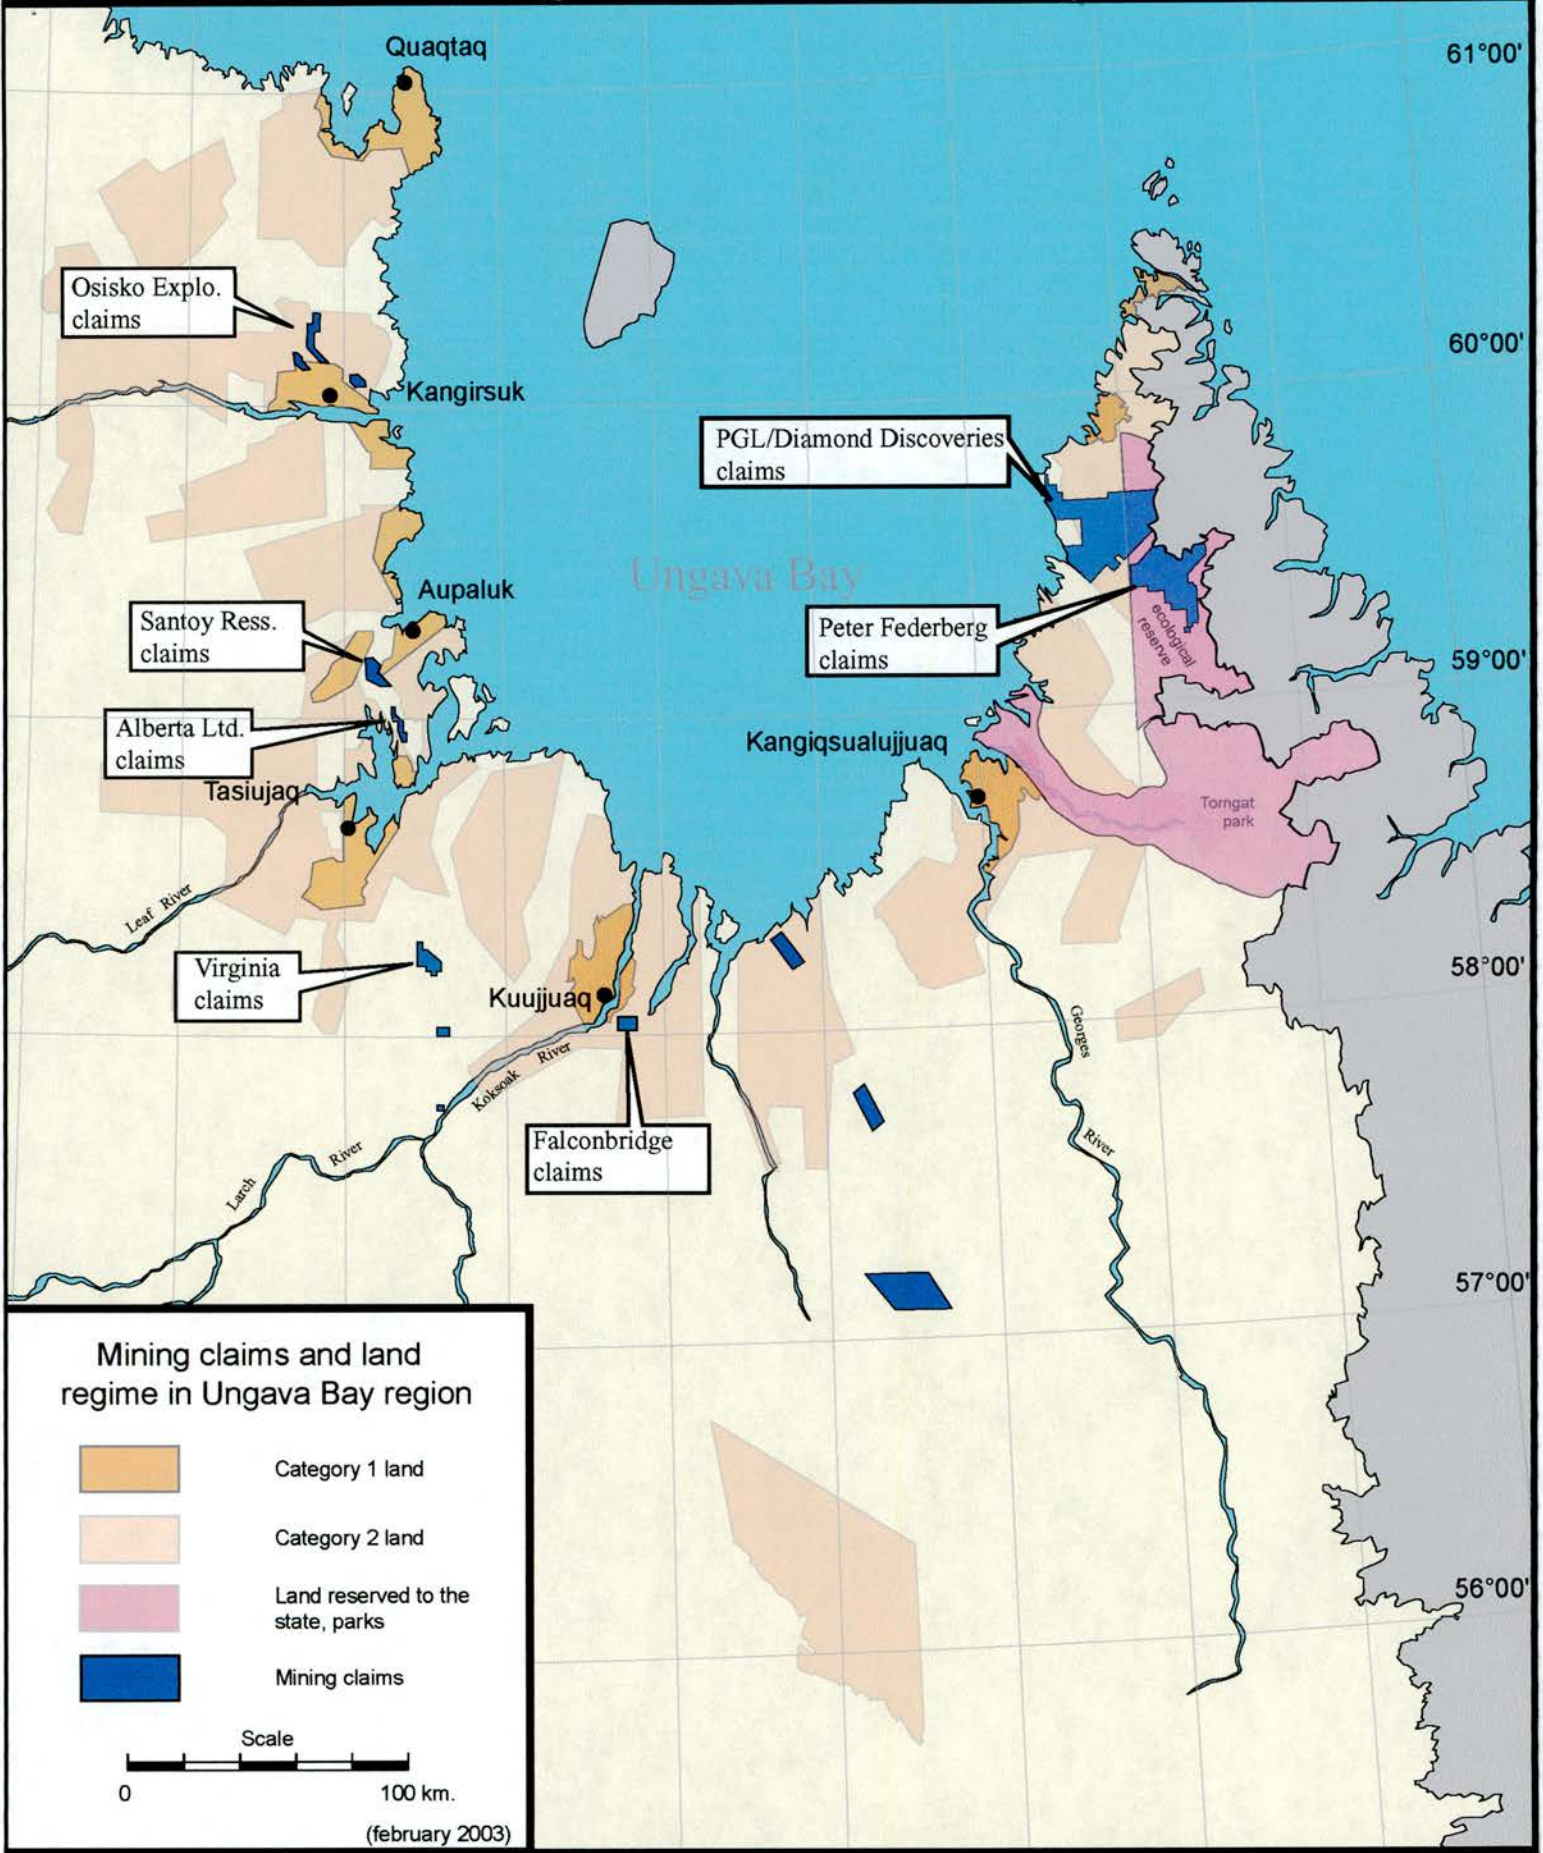 Quaqtaq
61°00'
Osisko Explo.
claims
60°00'
Kangirsuk
PGL/Diamond Discoveries
claims
Ungava Bay
Aupaluk
Santoy Ress.
claims
Peter Federberg
claims
ecological
reserve
59°00'
Alberta Ltd.
claims
Kangiqsualujjuaq
Tasiujaq
Torngat
park
Leaf River
Virginia
claims
58°00'
Kuujjuaq
Georges
River
Koksoak River
Falconbridge
claims
Larch River
57°00'
Mining claims and land
regime in Ungava Bay region
Category 1 land
Category 2 land
Land reserved to the
state, parks
Mining claims
56°00'
Scale
0 100 km.
(february 2003)